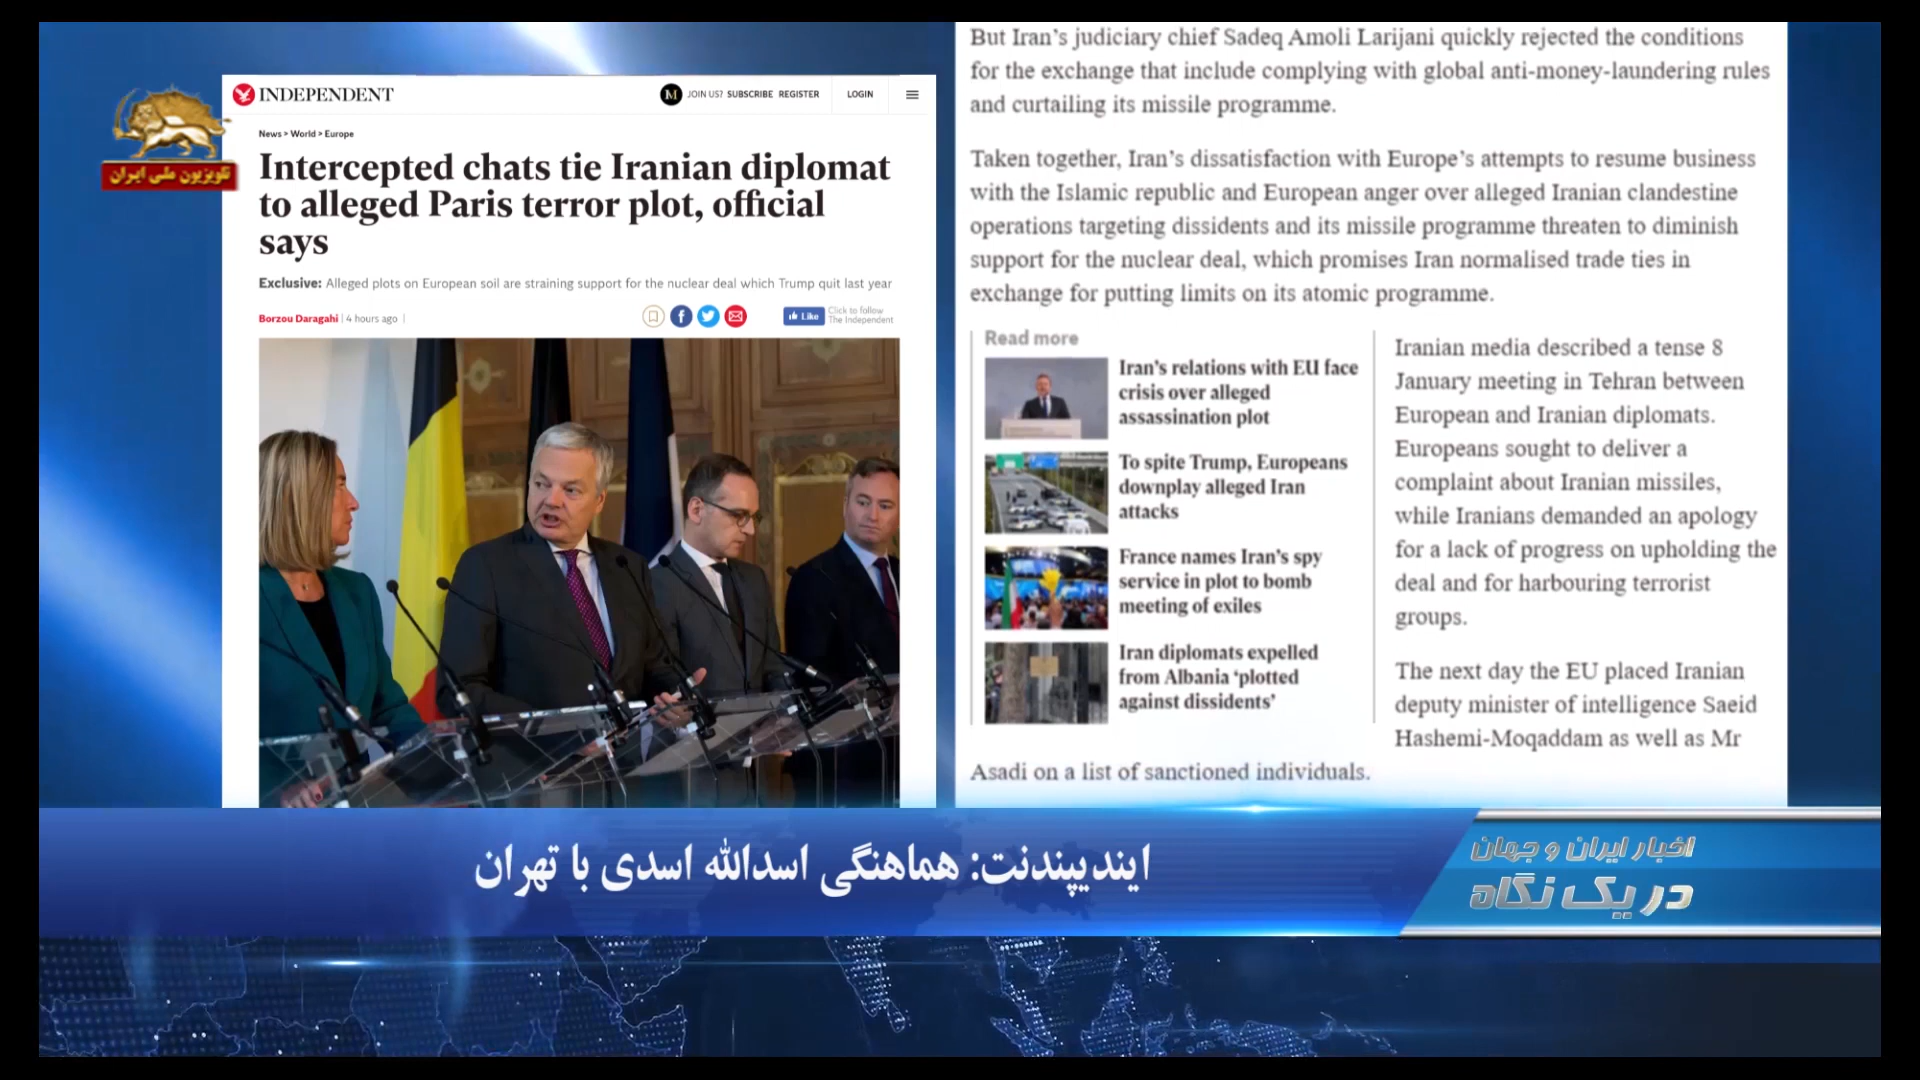 تلویزیون ملی ایران
INDEPENDENT
M JOIN US? SUBSCRIBE REGISTER LOGIN
News > World > Europe
Intercepted chats tie Iranian diplomat
to alleged Paris terror plot, official
says
Exclusive: Alleged plots on European soil are straining support for the nuclear deal which Trump quit last year
Borzou Daragahi | 4 hours ago |
Like
Click to follow
The Independent
But Iran's judiciary chief Sadeq Amoli Larijani quickly rejected the conditions
for the exchange that include complying with global anti-money-laundering rules
and curtailing its missile programme.
Taken together, Iran's dissatisfaction with Europe's attempts to resume business
with the Islamic republic and European anger over alleged Iranian clandestine
operations targeting dissidents and its missile programme threaten to diminish
support for the nuclear deal, which promises Iran normalised trade ties in
exchange for putting limits on its atomic programme.
Read more
Iran's relations with EU face
crisis over alleged
assassination plot
To spite Trump, Europeans
downplay alleged Iran
attacks
France names Iran's spy
service in plot to bomb
meeting of exiles
Iran diplomats expelled
from Albania ‘plotted
against dissidents’
Iranian media described a tense 8
January meeting in Tehran between
European and Iranian diplomats.
Europeans sought to deliver a
complaint about Iranian missiles,
while Iranians demanded an apology
for a lack of progress on upholding the
deal and for harbouring terrorist
groups.
The next day the EU placed Iranian
deputy minister of intelligence Saeid
Hashemi-Moqaddam as well as Mr
Asadi on a list of sanctioned individuals.
ایندیپندنت: هماهنگی اسدالله اسدی با تهران
اخبار ایران و جهان
در یک نگاه